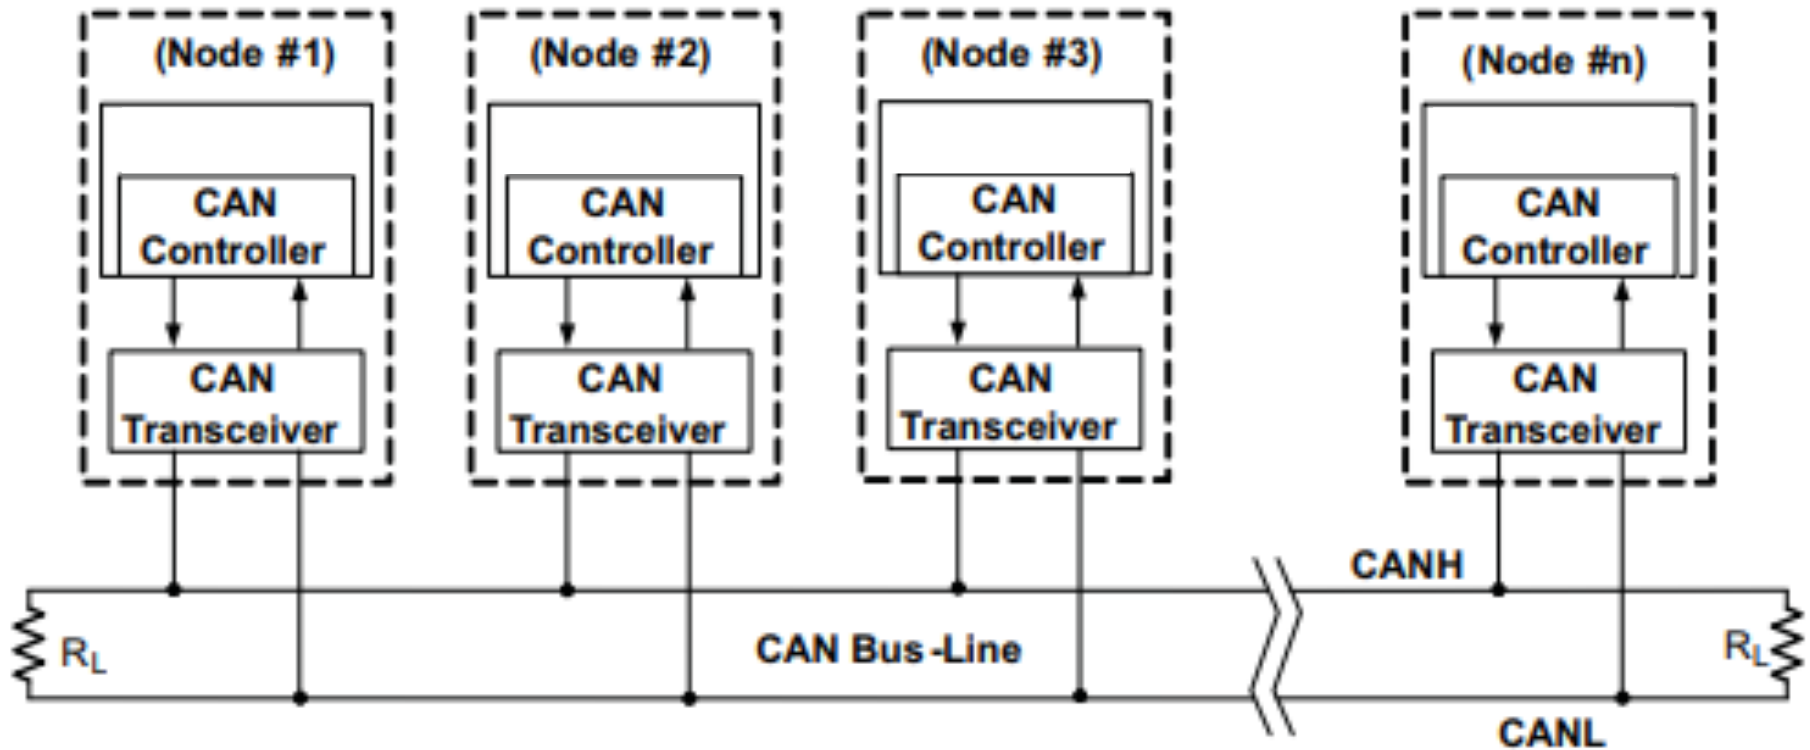 (Node #1)
(Node #2)
(Node #3)
(Node #n)
CAN
Controller
CAN
Controller
CAN
Controller
CAN
Controller
CAN
Transceiver
CAN
Transceiver
CAN
Transceiver
CAN
Transceiver
CANH
RL
CAN Bus-Line
RL
CANL